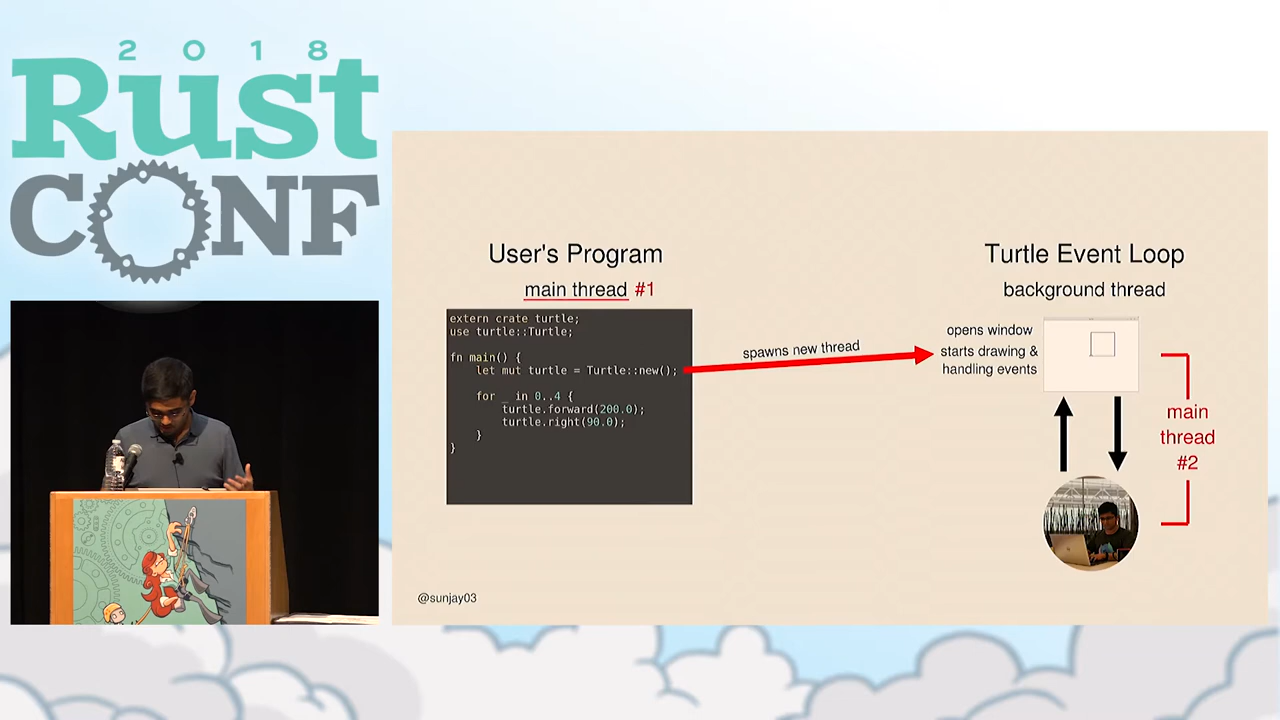 2018
Rust
CONF
User's Program
main thread #1
extern crate turtle;
use turtle::Turtle;
fn main() {
let mut turtle = Turtle::new();
for _ in 0..4 {
turtle.forward(200.0);
turtle.right(90.0);
}
}
spawns new thread
Turtle Event Loop
background thread
opens window
starts drawing &
handling events
main
thread
#2
@sunjay03